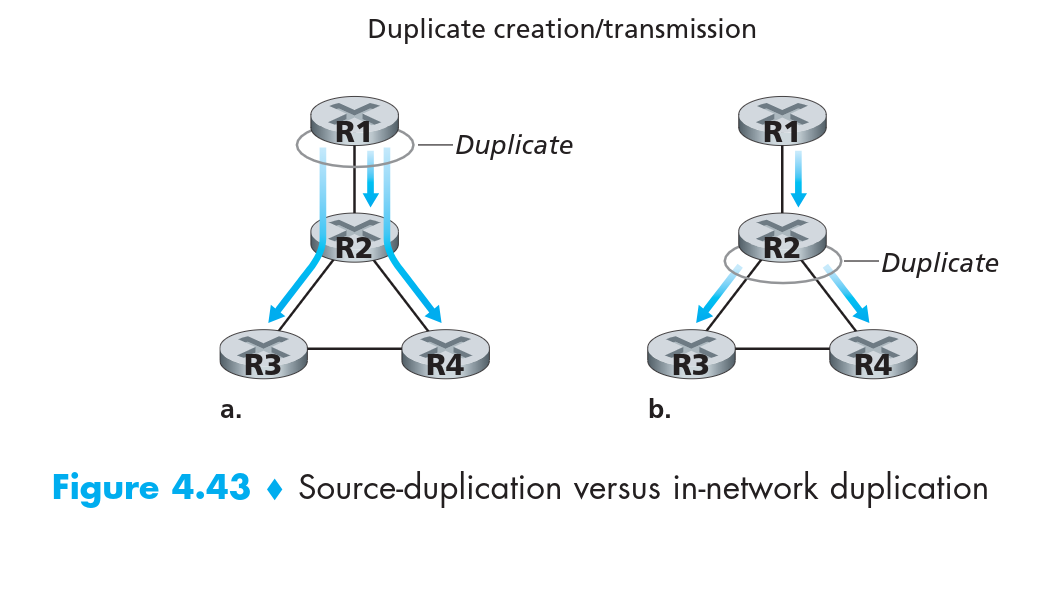 Duplicate creation/transmission
R1
Duplicate
R2
R3
R4
a.
R1
R2
Duplicate
R3
R4
b.
Figure 4.43 ♦ Source-duplication versus in-network duplication